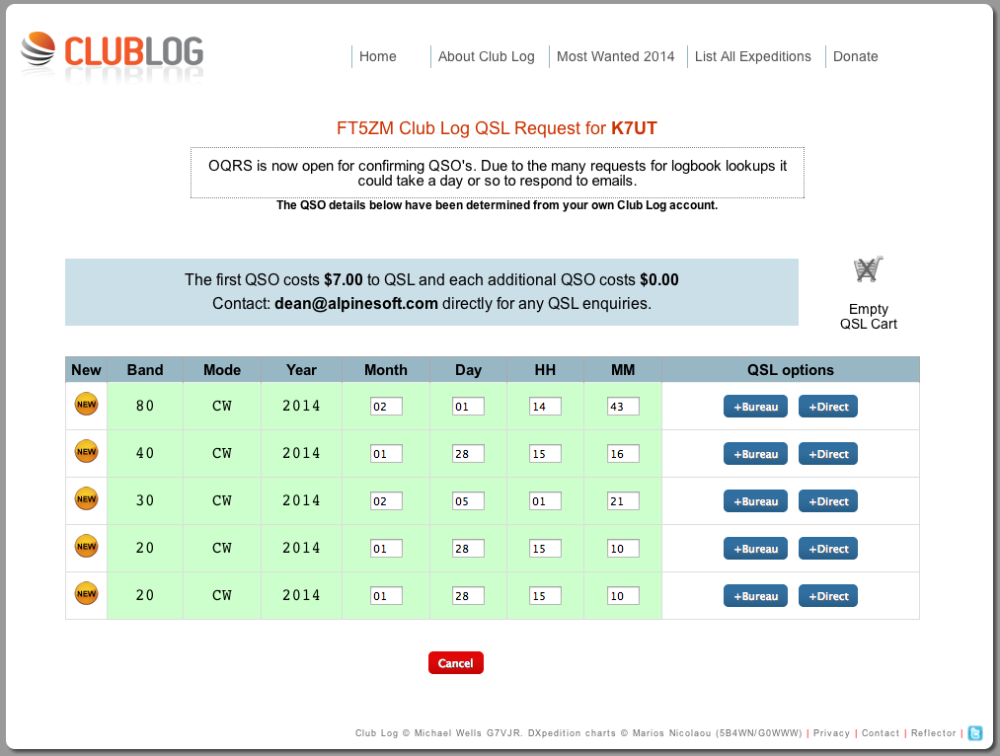 CLUBLOG
Home
About Club Log
Most Wanted 2014
List All Expeditions
Donate
FT5ZM Club Log QSL Request for K7UT
OQRS is now open for confirming QSO's. Due to the many requests for logbook lookups it
could take a day or so to respond to emails.
The QSO details below have been determined from your own Club Log account.
The first QSO costs $7.00 to QSL and each additional QSO costs $0.00
Contact: dean@alpinesoft.com directly for any QSL enquiries.
Empty
QSL Cart
New Band Mode Year Month Day HH MM QSL options
NEW 80 CW 2014 02 01 14 43 +Bureau +Direct
NEW 40 CW 2014 01 28 15 16 +Bureau +Direct
NEW 30 CW 2014 02 05 01 21 +Bureau +Direct
NEW 20 CW 2014 01 28 15 10 +Bureau +Direct
NEW 20 CW 2014 01 28 15 10 +Bureau +Direct
Cancel
Club Log © Michael Wells G7VJR. DXpedition charts © Marios Nicolaou (5B4WN/G0WWW) | Privacy | Contact | Reflector |